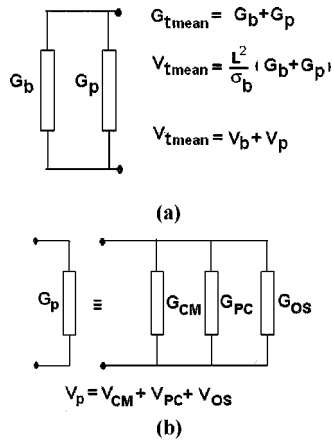 G_tmean = G_b+G_p
G_b
G_p
V_tmean = L²/σ_b (G_b+G_p)
V_tmean = V_b + V_p
(a)
G_p
≡
G_CM
G_PC
G_OS
V_p = V_CM + V_PC + V_OS
(b)